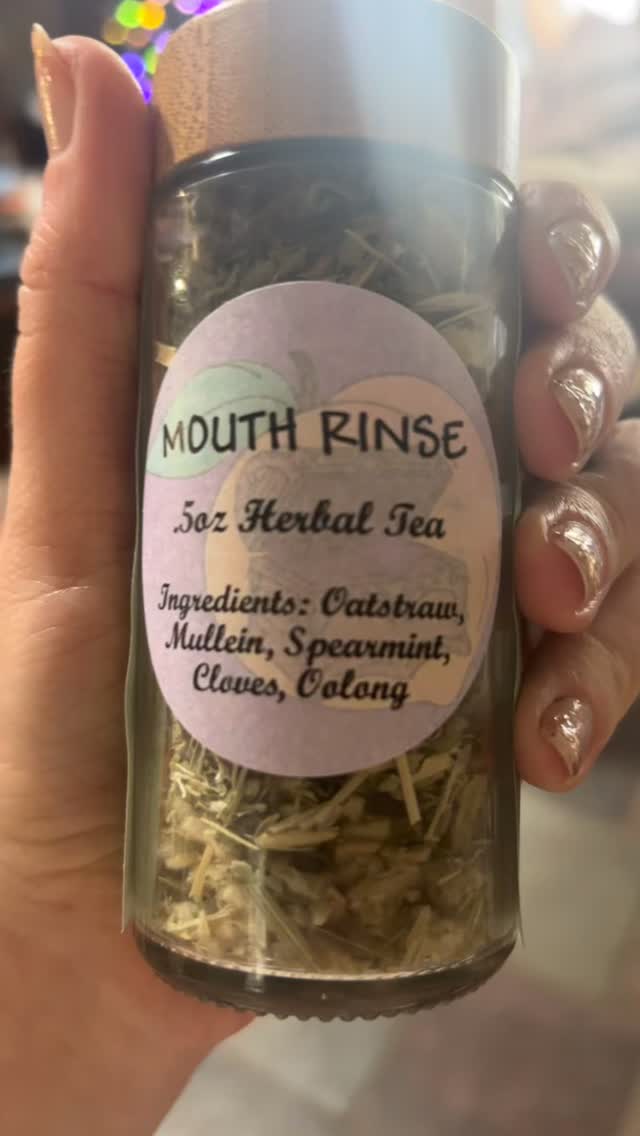 MOUTH RINSE
.5oz Herbal Tea
Ingredients: Oatstraw,
Mullein, Spearmint,
Cloves, Oolong